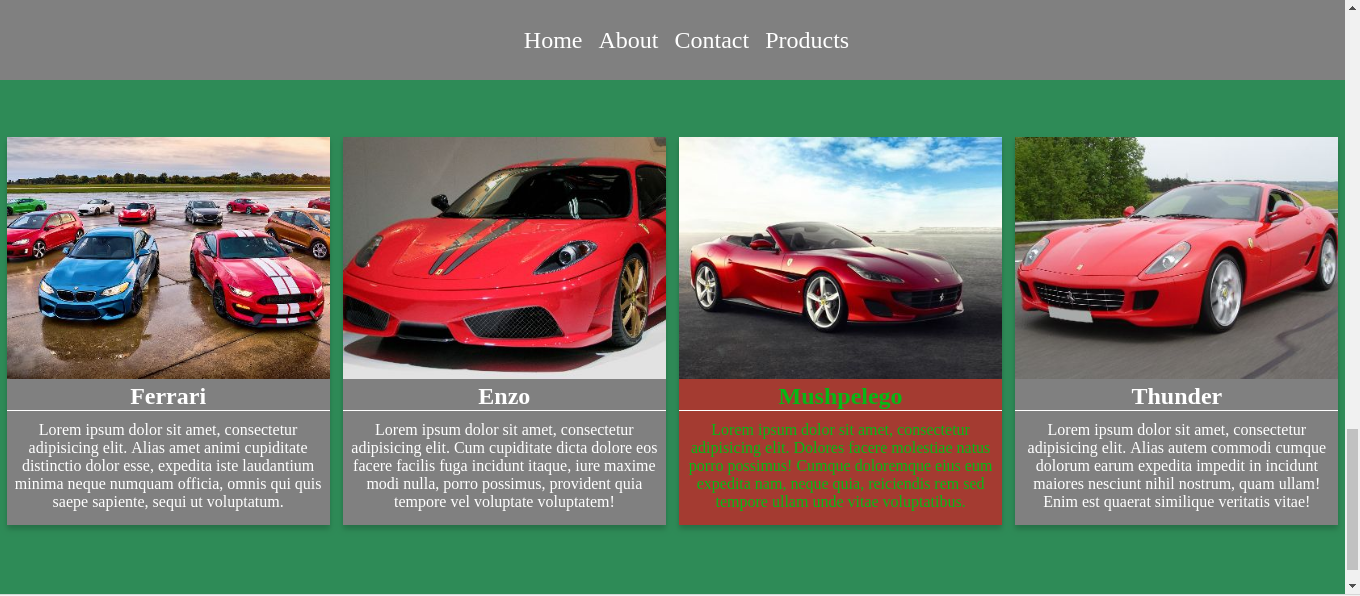 Home About Contact Products
Ferrari
Lorem ipsum dolor sit amet, consectetur
adipisicing elit. Alias amet animi cupiditate
distinctio dolor esse, expedita iste laudantium
minima neque numquam officia, omnis qui quis
saepe sapiente, sequi ut voluptatum.
Enzo
Lorem ipsum dolor sit amet, consectetur
adipisicing elit. Cum cupiditate dicta dolore eos
facere facilis fuga incidunt itaque, iure maxime
modi nulla, porro possimus, provident quia
tempore vel voluptate voluptatem!
Mushpelego
Lorem ipsum dolor sit amet, consectetur
adipisicing elit. Dolores facere molestiae natus
porro possimus! Cumque doloremque eius eum
expedita nam, neque quia, reiciendis rem sed
tempore ullam unde vitae voluptatibus.
Thunder
Lorem ipsum dolor sit amet, consectetur
adipisicing elit. Alias autem commodi cumque
dolorum earum expedita impedit in incidunt
maiores nesciunt nihil nostrum, quam ullam!
Enim est quaerat similique veritatis vitae!